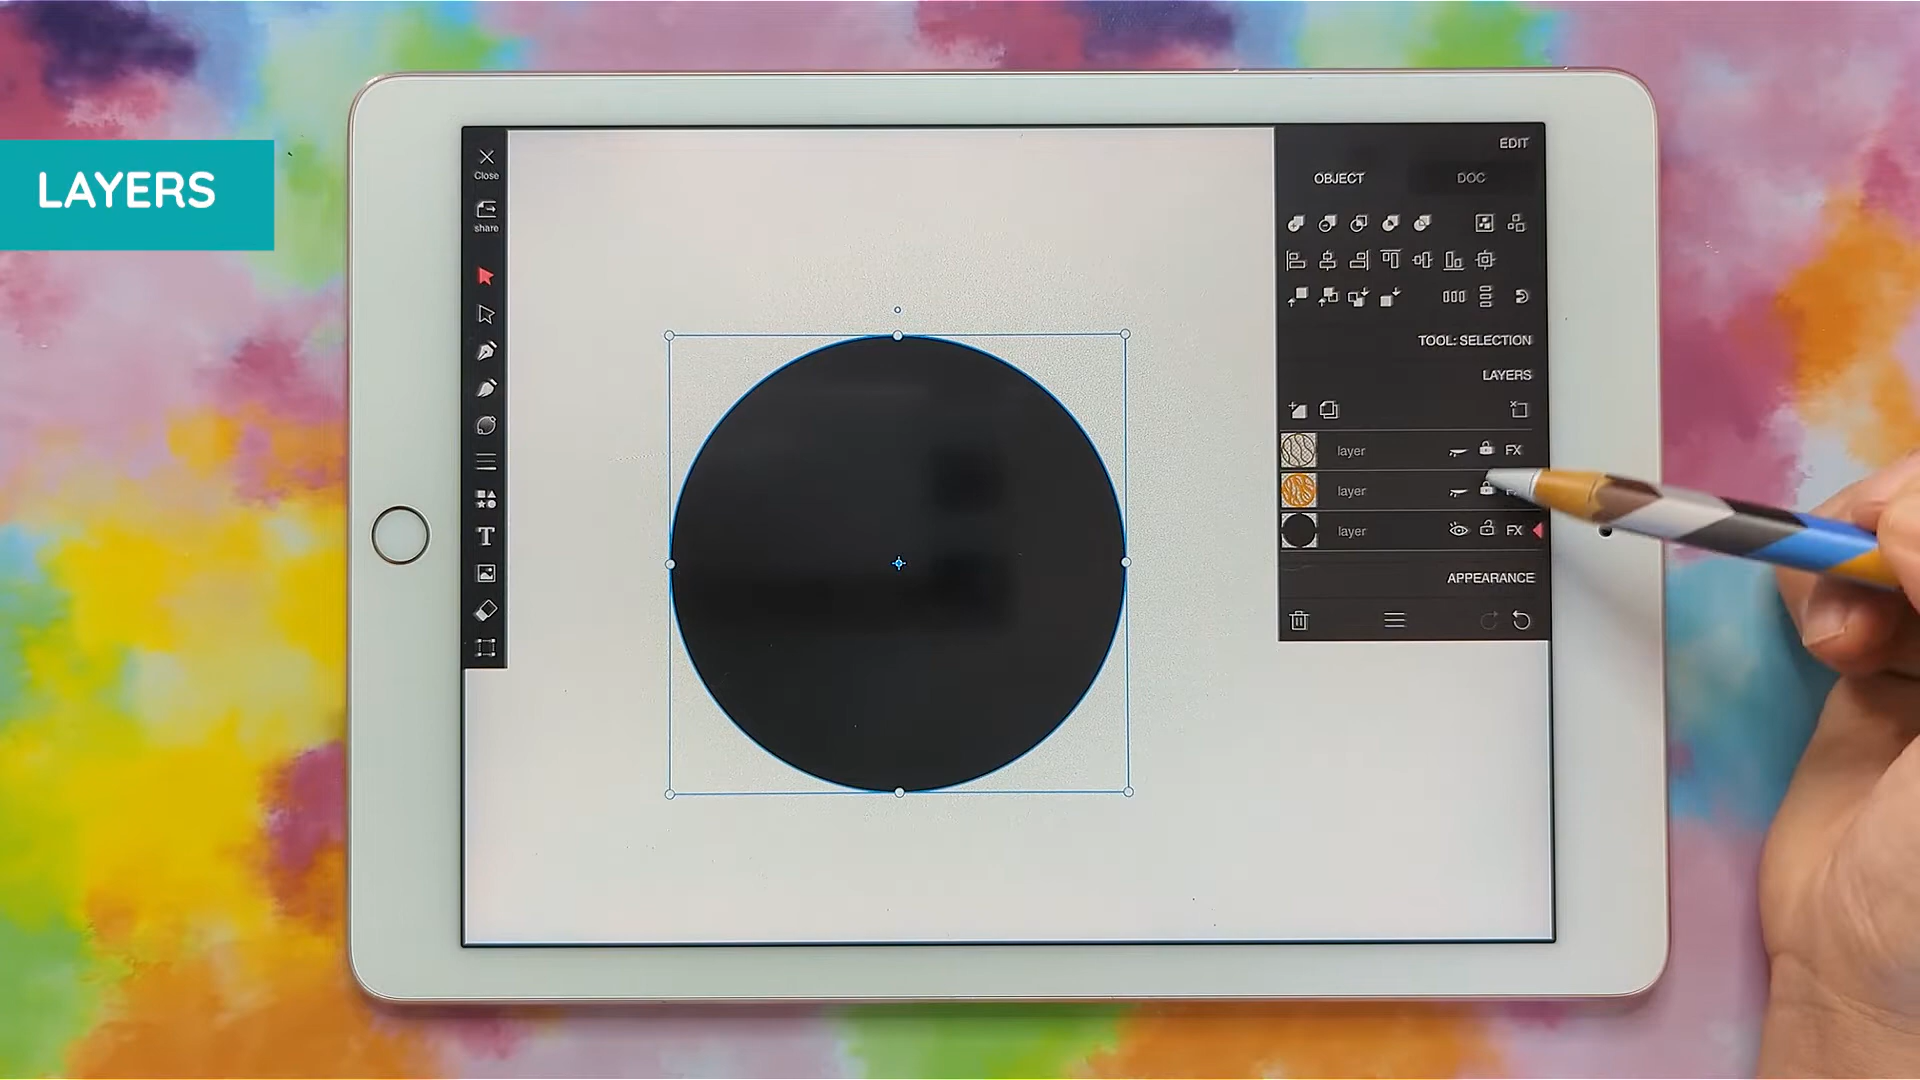 LAYERS
Close
share
T
EDIT
OBJECT DOC
TOOL: SELECTION
LAYERS
layer FX
layer
layer FX
APPEARANCE